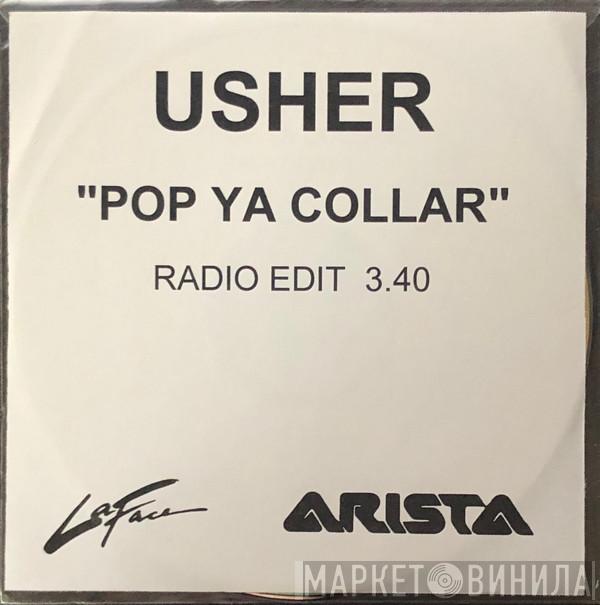 USHER
"POP YA COLLAR"
RADIO EDIT 3.40
LaFace
ARISTA
МАРКЕТ ВИНИЛА